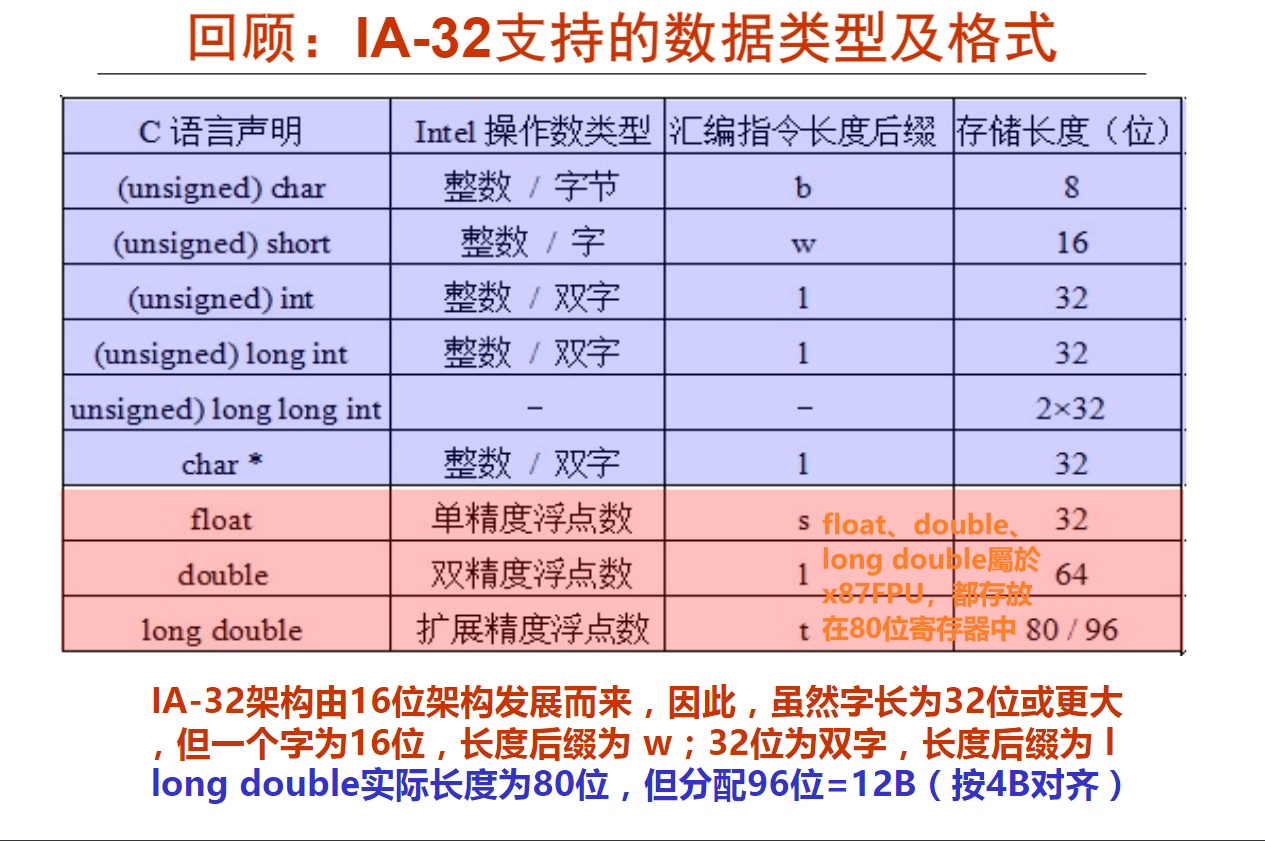 回顾：IA-32支持的数据类型及格式
C 语言声明 Intel 操作数类型 汇编指令长度后缀 存储长度（位）
(unsigned) char 整数 / 字节 b 8
(unsigned) short 整数 / 字 w 16
(unsigned) int 整数 / 双字 l 32
(unsigned) long int 整数 / 双字 l 32
unsigned) long long int – – 2×32
char * 整数 / 双字 l 32
float 单精度浮点数 s 32
double 双精度浮点数 l 64
long double 扩展精度浮点数 t 80 / 96
float、double、
long double屬於
x87FPU，都存放
在80位寄存器中
IA-32架构由16位架构发展而来，因此，虽然字长为32位或更大
，但一个字为16位，长度后缀为 w；32位为双字，长度后缀为 l
long double实际长度为80位，但分配96位=12B（按4B对齐）